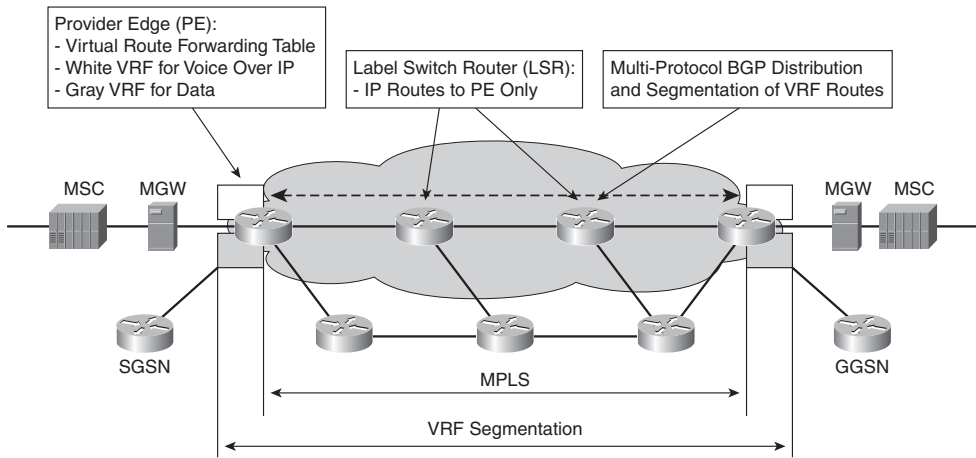 Provider Edge (PE):
- Virtual Route Forwarding Table
- White VRF for Voice Over IP
- Gray VRF for Data
Label Switch Router (LSR):
- IP Routes to PE Only
Multi-Protocol BGP Distribution
and Segmentation of VRF Routes
MSC
MGW
MGW
MSC
SGSN
GGSN
MPLS
VRF Segmentation